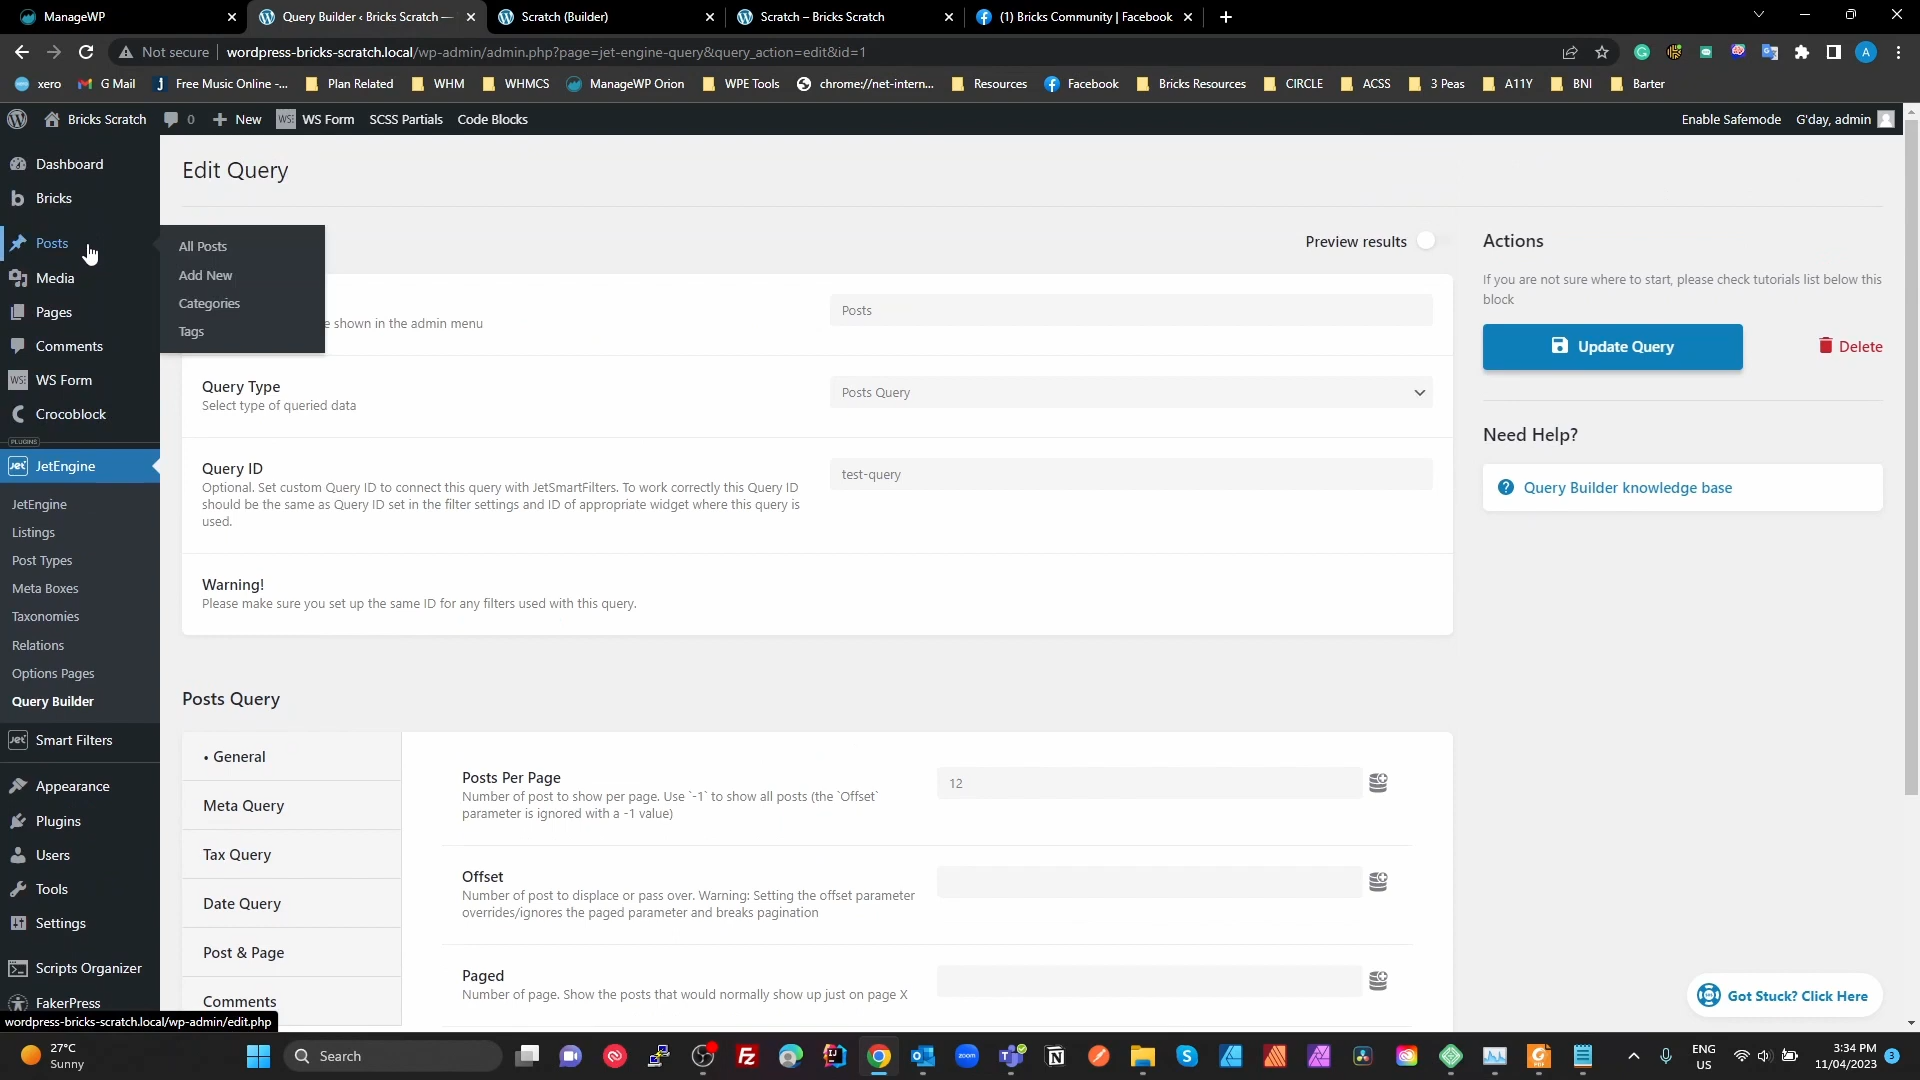 ManageWP
Query Builder ‹ Bricks Scratch —
Scratch (Builder)
Scratch – Bricks Scratch
(1) Bricks Community | Facebook
Not secure
wordpress-bricks-scratch.local/wp-admin/admin.php?page=jet-engine-query&query_action=edit&id=1
xero
G Mail
Free Music Online -...
Plan Related
WHM
WHMCS
ManageWP Orion
WPE Tools
chrome://net-intern...
Resources
Facebook
Bricks Resources
CIRCLE
ACSS
3 Peas
A11Y
BNI
Barter
Bricks Scratch
0
New
WS Form
SCSS Partials
Code Blocks
Enable Safemode
G'day, admin
Dashboard
Bricks
Posts
Media
Pages
Comments
WS Form
Crocoblock
PLUGINS
JetEngine
JetEngine
Listings
Post Types
Meta Boxes
Taxonomies
Relations
Options Pages
Query Builder
Smart Filters
Appearance
Plugins
Users
Tools
Settings
Scripts Organizer
FakerPress
wordpress-bricks-scratch.local/wp-admin/edit.php
All Posts
Add New
Categories
Tags
Edit Query
Preview results
e shown in the admin menu
Posts
Query Type
Select type of queried data
Posts Query
Query ID
Optional. Set custom Query ID to connect this query with JetSmartFilters. To work correctly this Query ID
should be the same as Query ID set in the filter settings and ID of appropriate widget where this query is
used.
test-query
Warning!
Please make sure you set up the same ID for any filters used with this query.
Posts Query
• General
Meta Query
Tax Query
Date Query
Post & Page
Comments
Posts Per Page
Number of post to show per page. Use `-1` to show all posts (the `Offset`
parameter is ignored with a -1 value)
12
Offset
Number of post to displace or pass over. Warning: Setting the offset parameter
overrides/ignores the paged parameter and breaks pagination
Paged
Number of page. Show the posts that would normally show up just on page X
Actions
If you are not sure where to start, please check tutorials list below this
block
Update Query
Delete
Need Help?
Query Builder knowledge base
Got Stuck? Click Here
27°C
Sunny
Search
ENG
US
3:34 PM
11/04/2023